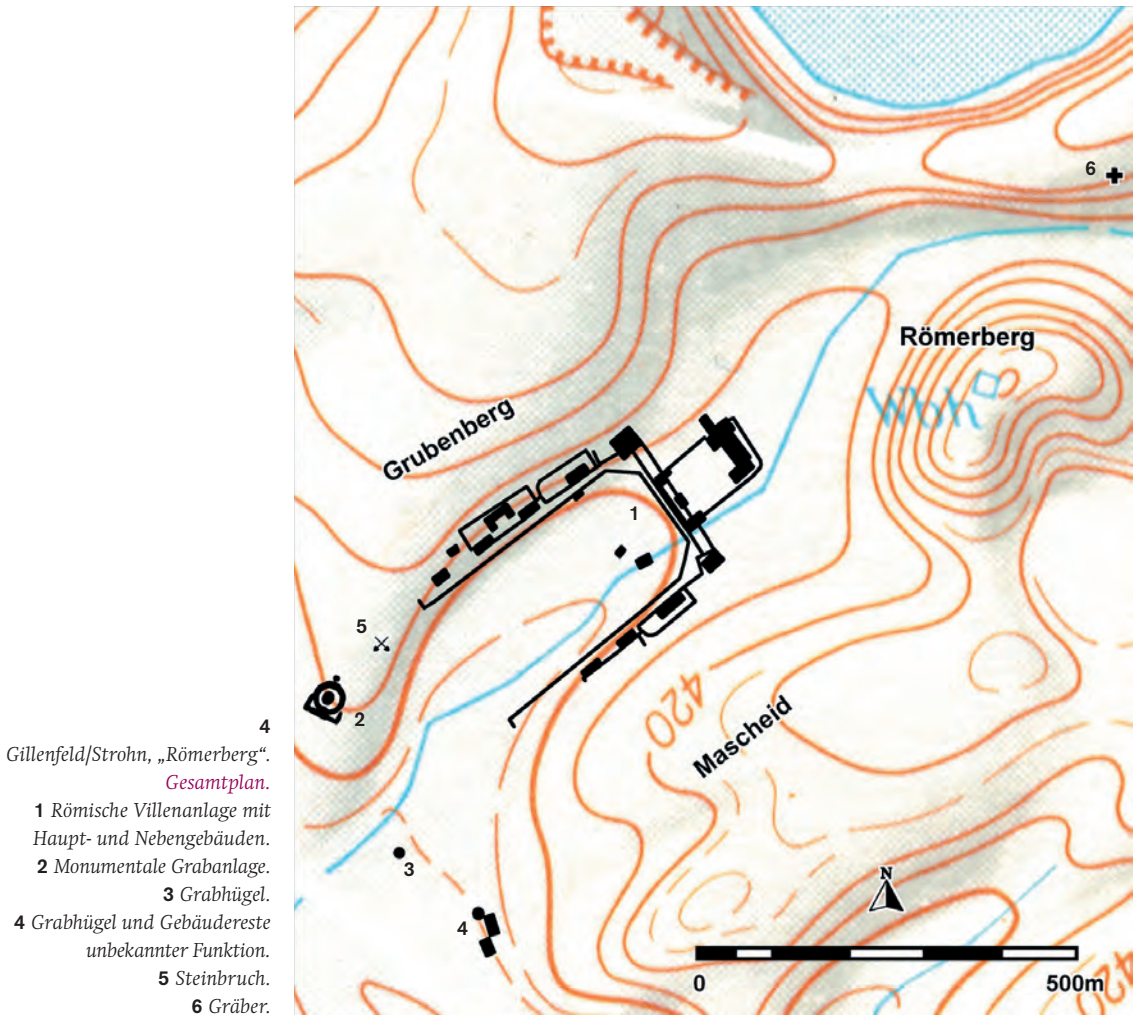 4
Gillenfeld/Strohn, „Römerberg“.
Gesamtplan.
1 Römische Villenanlage mit
Haupt- und Nebengebäuden.
2 Monumentale Grabanlage.
3 Grabhügel.
4 Grabhügel und Gebäudereste
unbekannter Funktion.
5 Steinbruch.
6 Gräber.
6
Römerberg
Wbh
Grubenberg
1
5
2
420
Mascheid
3
4
N
0
500m
420